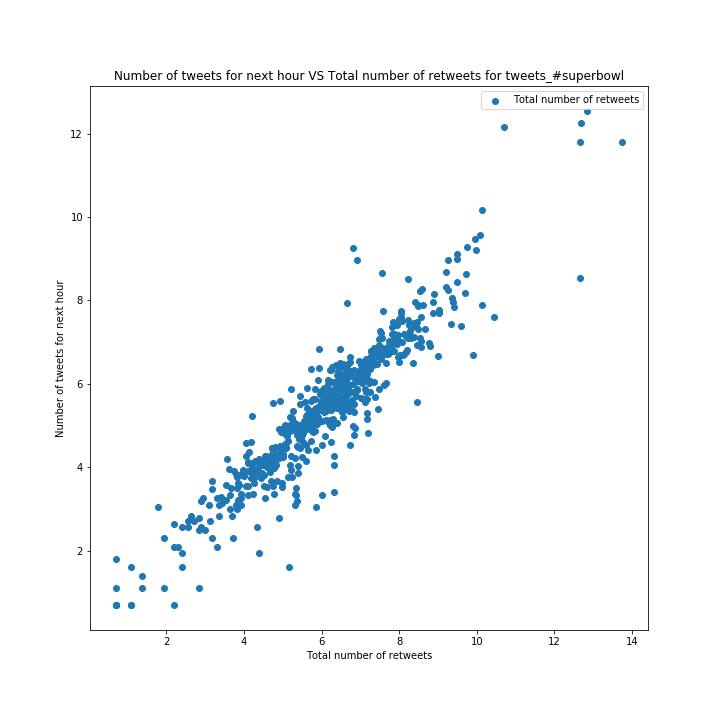 Number of tweets for next hour VS Total number of retweets for tweets_#superbowl
Total number of retweets
12
10
8
6
4
2
Number of tweets for next hour
2 4 6 8 10 12 14
Total number of retweets